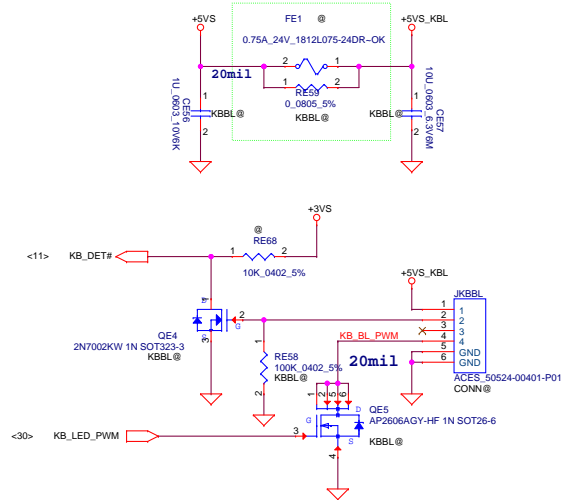 +5VS
FE1 @
+5VS_KBL
0.75A_24V_1812L075-24DR~OK
2 1
20mil
RE59
0_0805_5%
KBBL@
1U_0603_10V6K
CE56
1
2
KBBL@
10U_0603_6.3V6M
CE57
1
2
KBBL@
+3VS
@
RE68
<11> KB_DET#
1 2
10K_0402_5%
+5VS_KBL
JKBBL
1 1
2 2
3 3
4 4
5 GND
6 GND
ACES_50524-00401-P01
CONN@
D
1
2
G
S
3
QE4
2N7002KW 1N SOT323-3
KBBL@
KB_BL_PWM
20mil
1
RE58
100K_0402_5%
KBBL@
2
1 2 5 6
D
QE5
AP2606AGY-HF 1N SOT26-6
G
S
KBBL@
<30> KB_LED_PWM
3
4